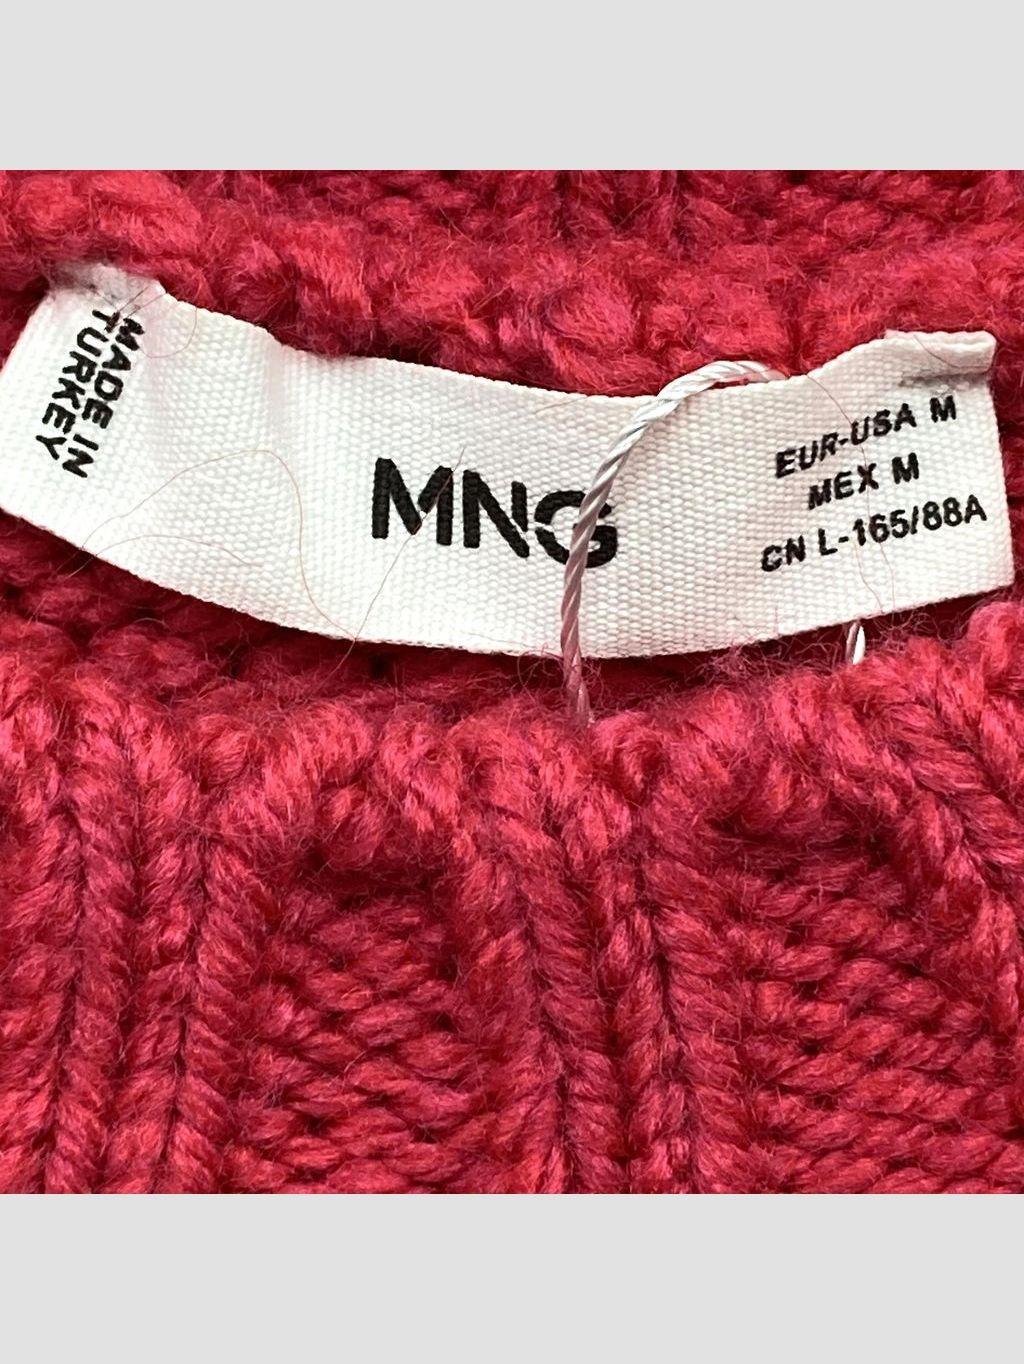 MADE IN
TURKEY
MNG
EUR-USA M
MEX M
CN L-165/88A